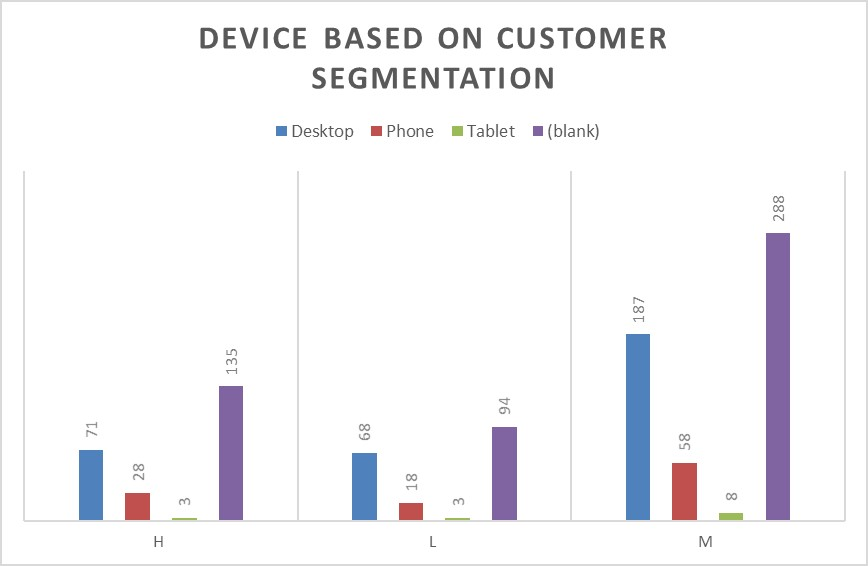 DEVICE BASED ON CUSTOMER
SEGMENTATION
Desktop Phone Tablet (blank)
71 28 3 135
68 18 3 94
187 58 8 288
H L M